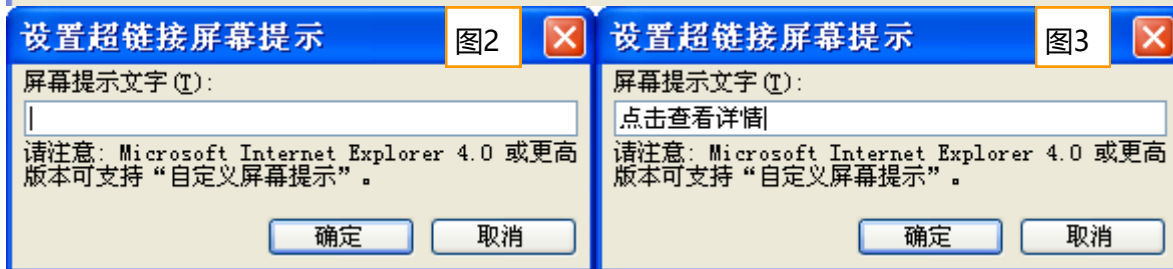 设置超链接屏幕提示
图2
屏幕提示文字(T):
请注意: Microsoft Internet Explorer 4.0 或更高
版本可支持“自定义屏幕提示”。
确定
取消
设置超链接屏幕提示
图3
屏幕提示文字(T):
点击查看详情
请注意: Microsoft Internet Explorer 4.0 或更高
版本可支持“自定义屏幕提示”。
确定
取消